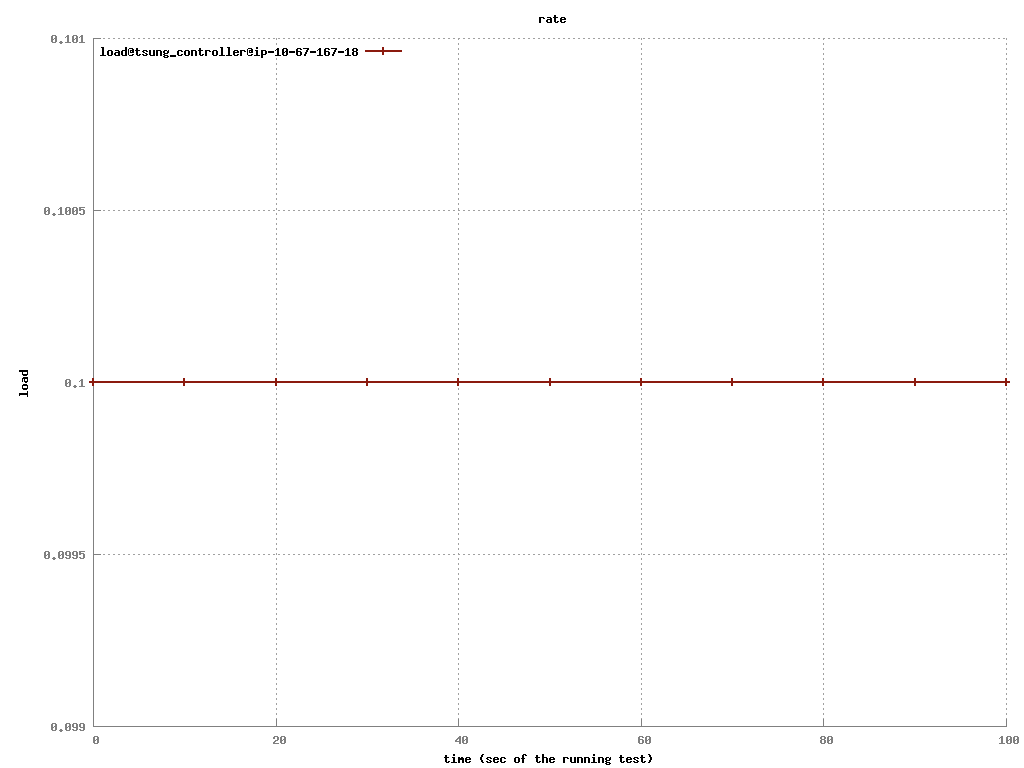 rate
0.101
load@tsung_controller@ip-10-67-167-18
0.1005
load
0.1
0.0995
0.099
0 20 40 60 80 100
time (sec of the running test)